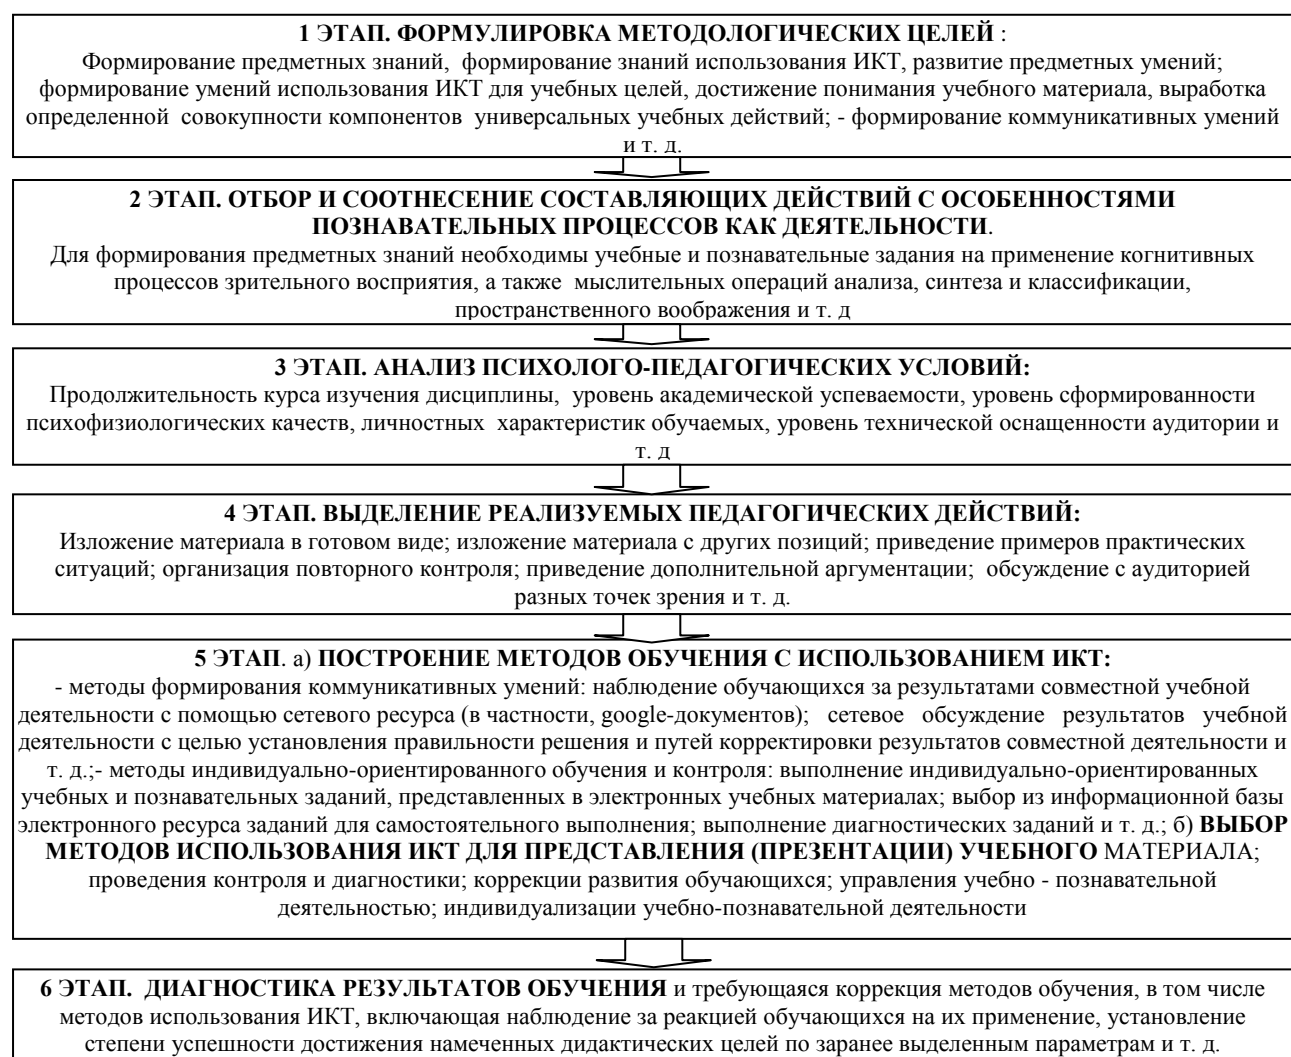 1 ЭТАП. ФОРМУЛИРОВКА МЕТОДОЛОГИЧЕСКИХ ЦЕЛЕЙ :
Формирование предметных знаний, формирование знаний использования ИКТ, развитие предметных умений;
формирование умений использования ИКТ для учебных целей, достижение понимания учебного материала, выработка
определенной совокупности компонентов универсальных учебных действий; - формирование коммуникативных умений
и т. д.
2 ЭТАП. ОТБОР И СООТНЕСЕНИЕ СОСТАВЛЯЮЩИХ ДЕЙСТВИЙ С ОСОБЕННОСТЯМИ
ПОЗНАВАТЕЛЬНЫХ ПРОЦЕССОВ КАК ДЕЯТЕЛЬНОСТИ.
Для формирования предметных знаний необходимы учебные и познавательные задания на применение когнитивных
процессов зрительного восприятия, а также мыслительных операций анализа, синтеза и классификации,
пространственного воображения и т. д
3 ЭТАП. АНАЛИЗ ПСИХОЛОГО-ПЕДАГОГИЧЕСКИХ УСЛОВИЙ:
Продолжительность курса изучения дисциплины, уровень академической успеваемости, уровень сформированности
психофизиологических качеств, личностных характеристик обучаемых, уровень технической оснащенности аудитории и
т. д
4 ЭТАП. ВЫДЕЛЕНИЕ РЕАЛИЗУЕМЫХ ПЕДАГОГИЧЕСКИХ ДЕЙСТВИЙ:
Изложение материала в готовом виде; изложение материала с других позиций; приведение примеров практических
ситуаций; организация повторного контроля; приведение дополнительной аргументации; обсуждение с аудиторией
разных точек зрения и т. д.
5 ЭТАП. а) ПОСТРОЕНИЕ МЕТОДОВ ОБУЧЕНИЯ С ИСПОЛЬЗОВАНИЕМ ИКТ:
- методы формирования коммуникативных умений: наблюдение обучающихся за результатами совместной учебной
деятельности с помощью сетевого ресурса (в частности, google-документов); сетевое обсуждение результатов учебной
деятельности с целью установления правильности решения и путей корректировки результатов совместной деятельности и
т. д.;- методы индивидуально-ориентированного обучения и контроля: выполнение индивидуально-ориентированных
учебных и познавательных заданий, представленных в электронных учебных материалах; выбор из информационной базы
электронного ресурса заданий для самостоятельного выполнения; выполнение диагностических заданий и т. д.; б) ВЫБОР
МЕТОДОВ ИСПОЛЬЗОВАНИЯ ИКТ ДЛЯ ПРЕДСТАВЛЕНИЯ (ПРЕЗЕНТАЦИИ) УЧЕБНОГО МАТЕРИАЛА;
проведения контроля и диагностики; коррекции развития обучающихся; управления учебно - познавательной
деятельностью; индивидуализации учебно-познавательной деятельности
6 ЭТАП. ДИАГНОСТИКА РЕЗУЛЬТАТОВ ОБУЧЕНИЯ и требующаяся коррекция методов обучения, в том числе
методов использования ИКТ, включающая наблюдение за реакцией обучающихся на их применение, установление
степени успешности достижения намеченных дидактических целей по заранее выделенным параметрам и т. д.